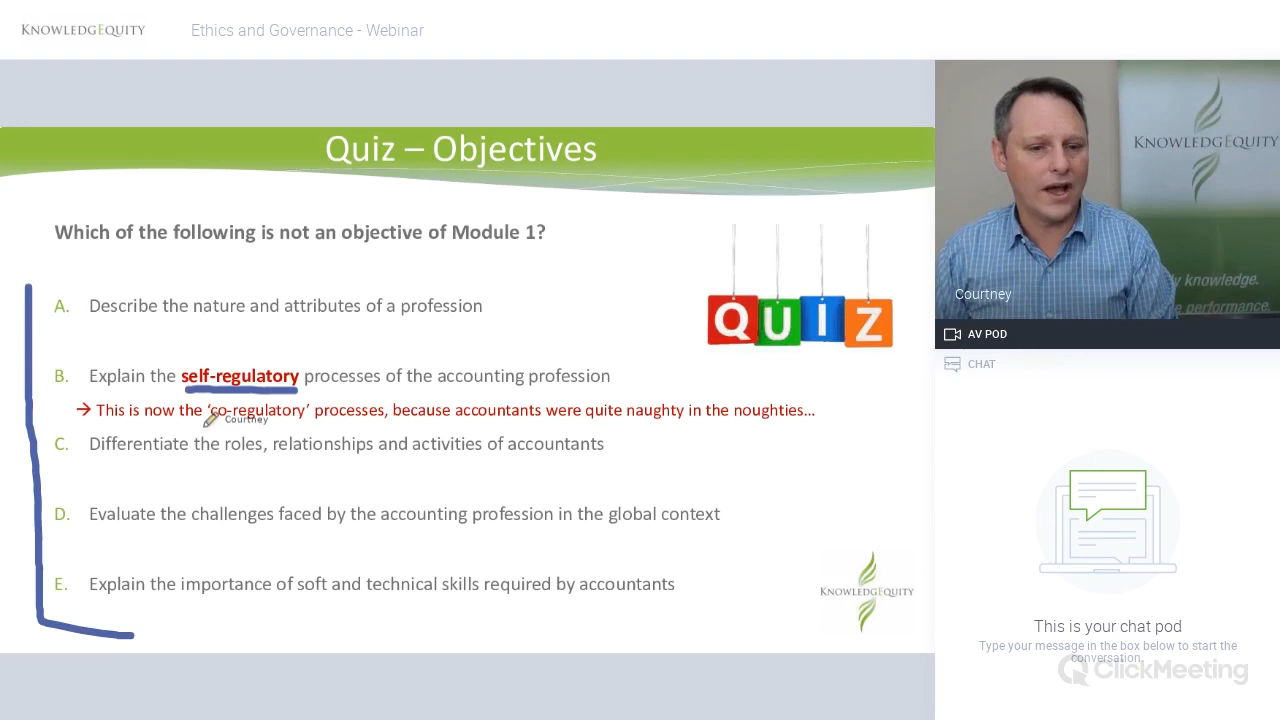 KNOWLEDGEQUITY
Ethics and Governance - Webinar
Quiz – Objectives
Which of the following is not an objective of Module 1?
QUIZ
A. Describe the nature and attributes of a profession
B. Explain the self-regulatory processes of the accounting profession
→ This is now the ‘co-regulatory’ processes, because accountants were quite naughty in the noughties...
Courtney
C. Differentiate the roles, relationships and activities of accountants
D. Evaluate the challenges faced by the accounting profession in the global context
E. Explain the importance of soft and technical skills required by accountants
KNOWLEDGEQUITY
KNOWLEDGEQUITY
knowledge.
performance.
Courtney
AV POD
CHAT
This is your chat pod
Type your message in the box below to start the
conversation.
ClickMeeting